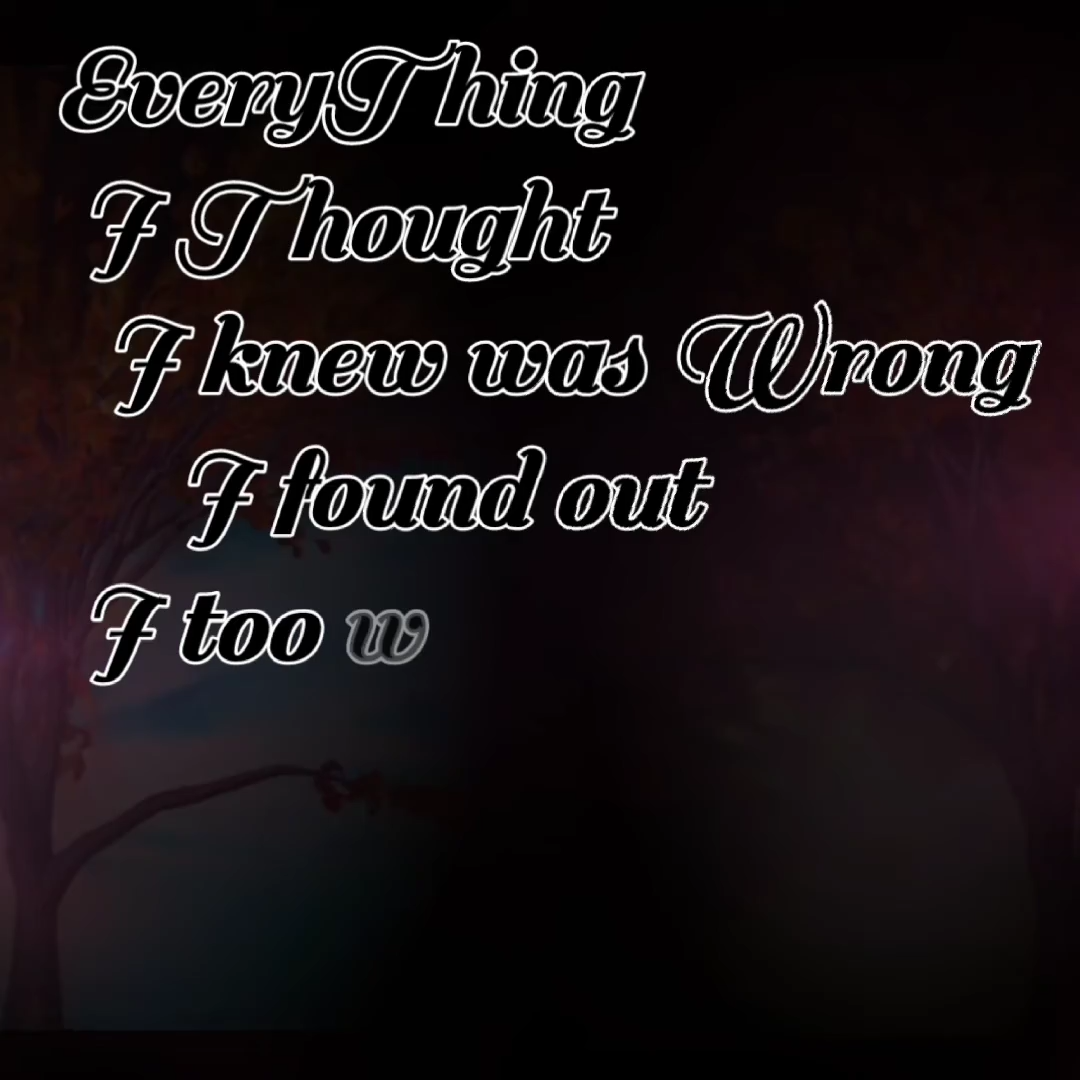 EveryThing
I Thought
I knew was Wrong
I found out
I too w